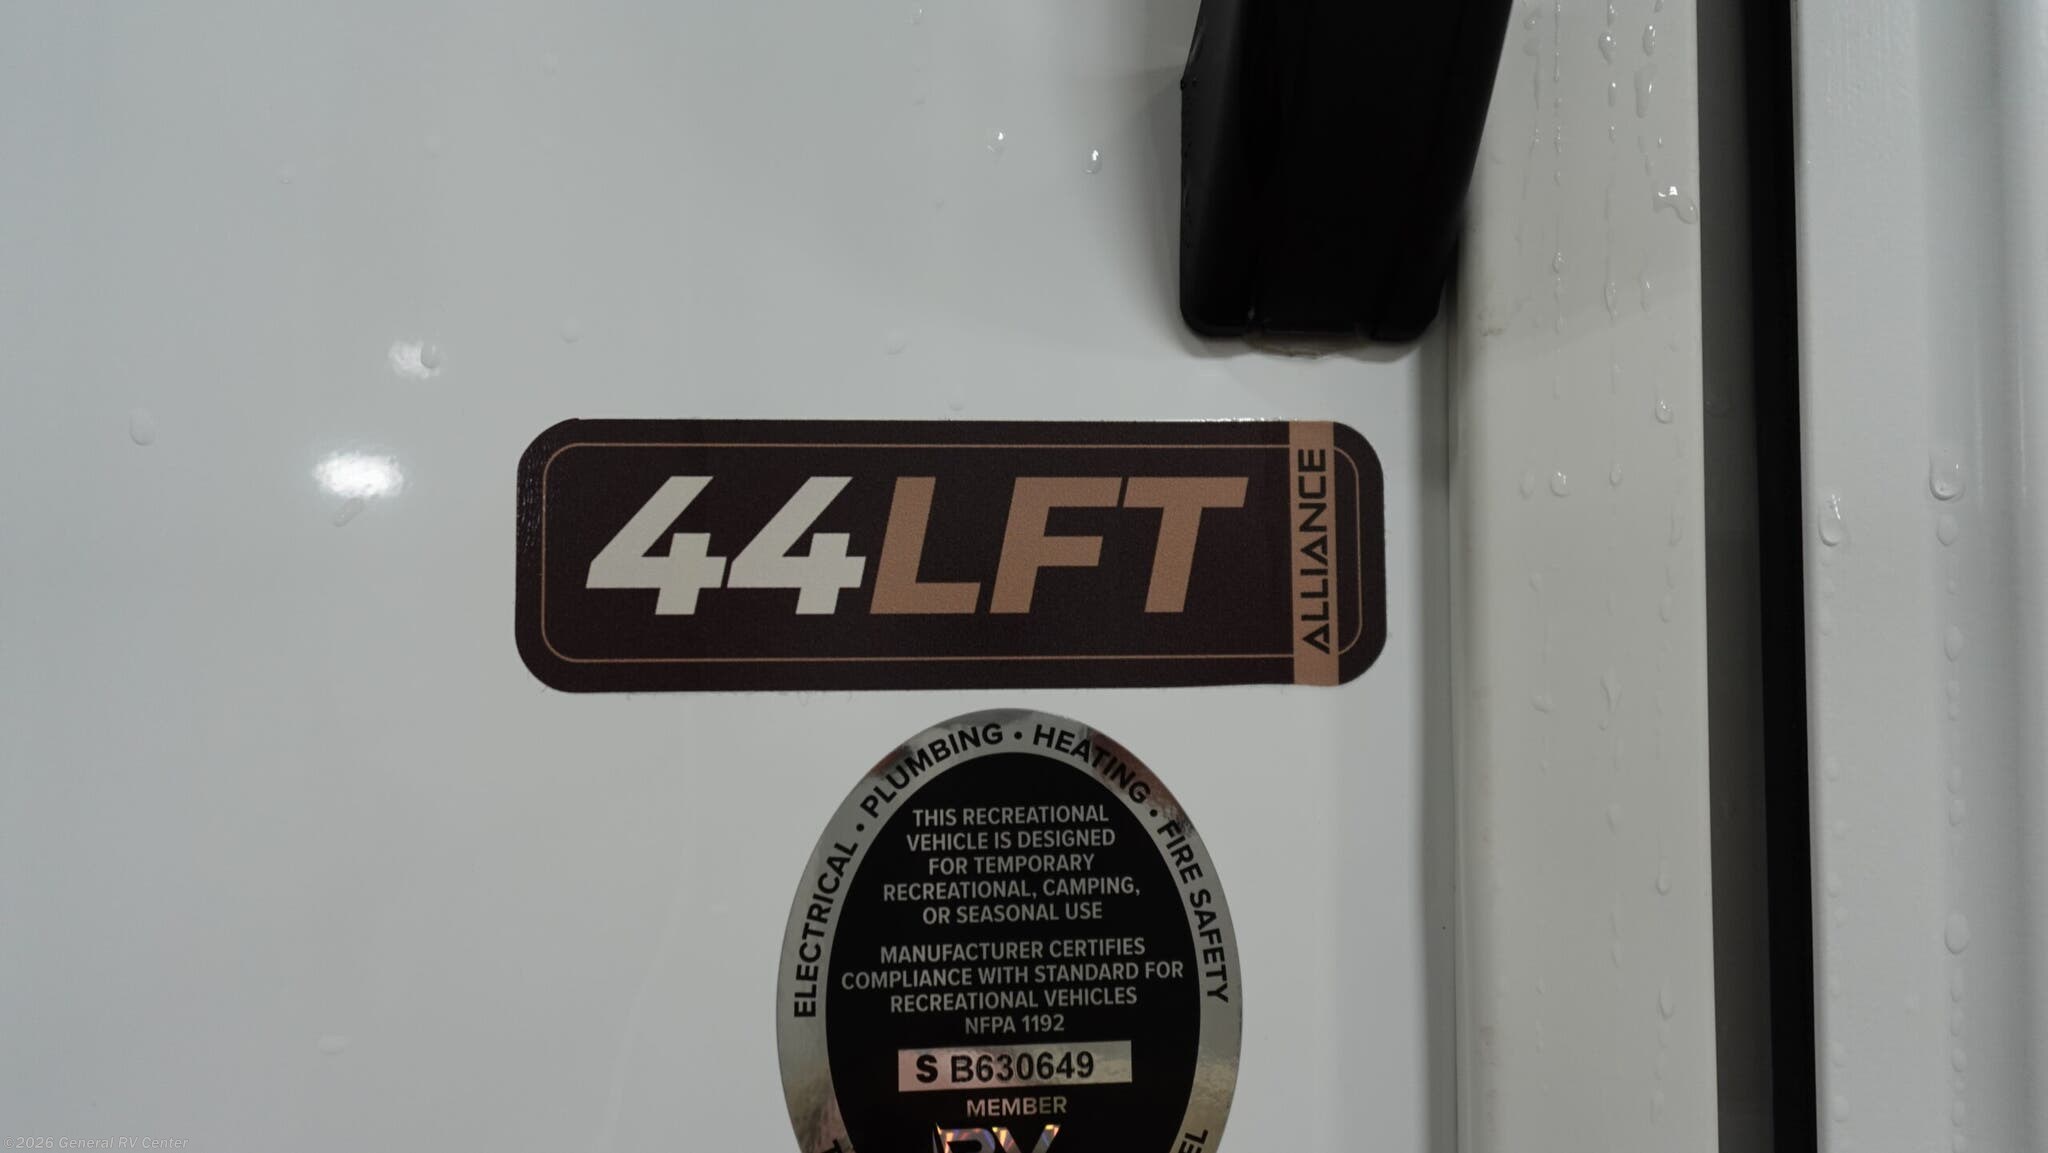 44LFT
ALLIANCE
ELECTRICAL • PLUMBING • HEATING • FIRE SAFETY
THIS RECREATIONAL
VEHICLE IS DESIGNED
FOR TEMPORARY
RECREATIONAL, CAMPING,
OR SEASONAL USE
MANUFACTURER CERTIFIES
COMPLIANCE WITH STANDARD FOR
RECREATIONAL VEHICLES
NFPA 1192
S B630649
MEMBER
RV
©2026 General RV Center